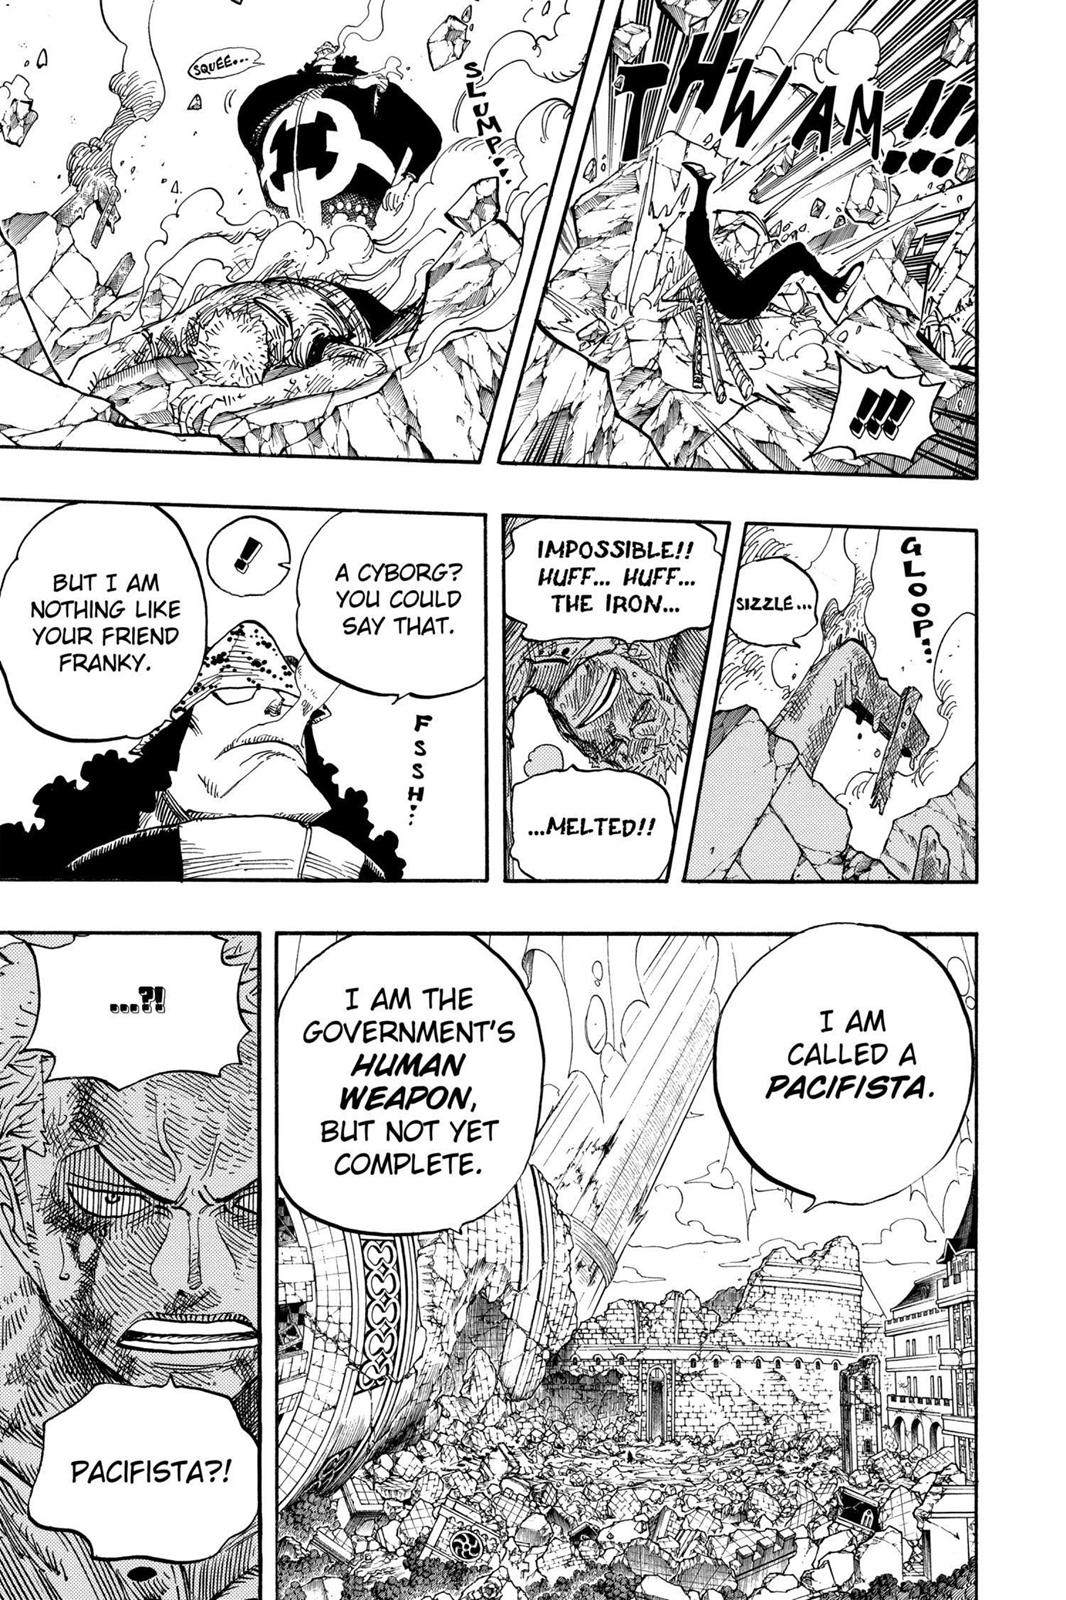 THWAM!!!
!!!
SLUMP...
SQUEE...
GLOOP...
SIZZLE...
IMPOSSIBLE!!
HUFF... HUFF...
THE IRON...
...MELTED!!
A CYBORG?
YOU COULD
SAY THAT.
!
FSSH...
BUT I AM
NOTHING LIKE
YOUR FRIEND
FRANKY.
I AM
CALLED A
PACIFISTA.
I AM THE
GOVERNMENT'S
HUMAN
WEAPON,
BUT NOT YET
COMPLETE.
...?!
PACIFISTA?!